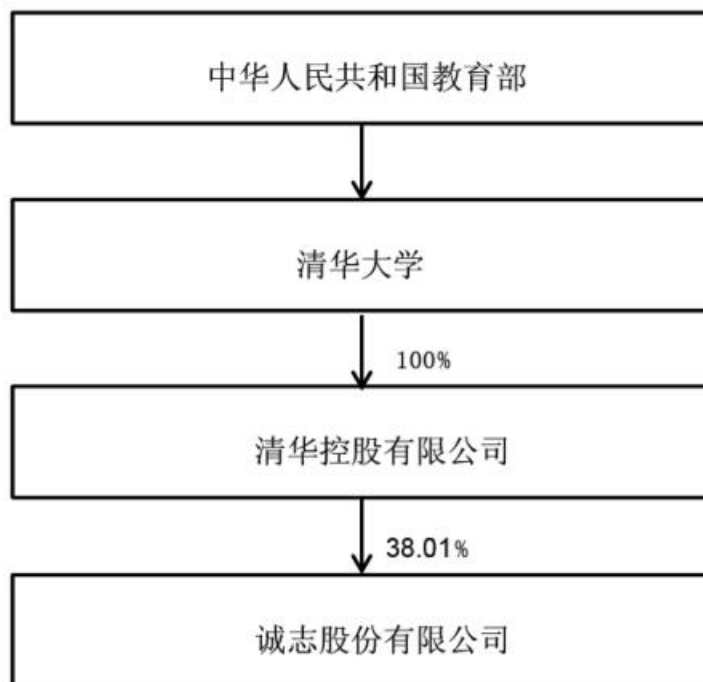 中华人民共和国教育部
清华大学
100%
清华控股有限公司
38.01%
诚志股份有限公司